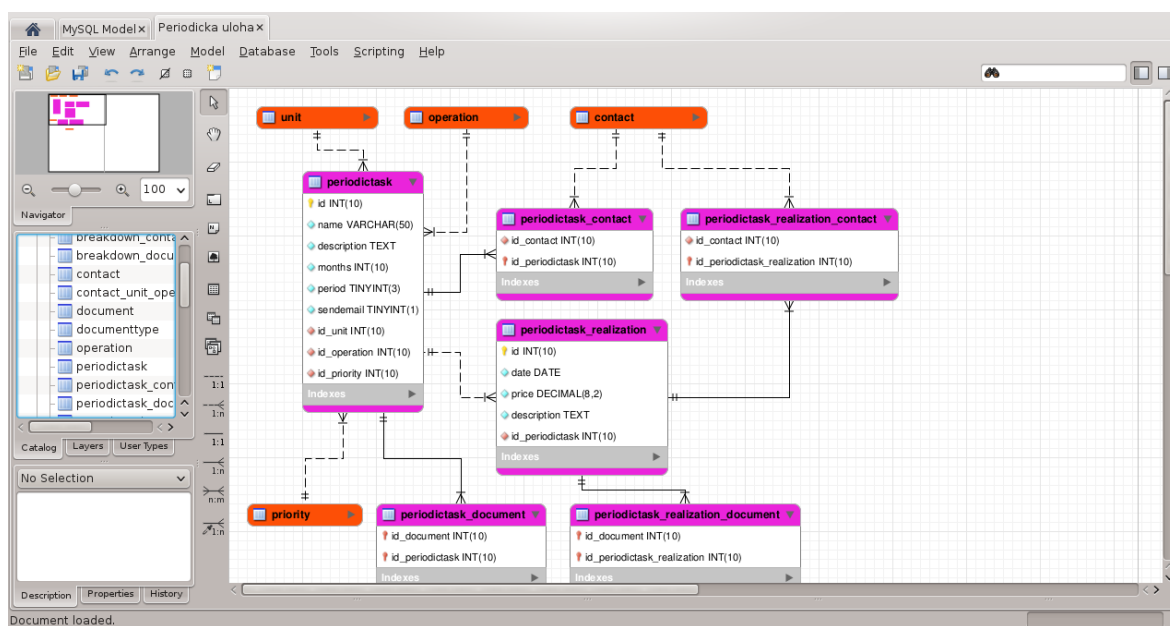 MySQL Model × Periodicka uloha ×
File Edit View Arrange Model Database Tools Scripting Help
100
Navigator
breakdown_conta
breakdown_docu
contact
contact_unit_ope
document
documenttype
operation
periodictask
periodictask_con
periodictask_doc
Catalog Layers User Types
No Selection
Description Properties History
1:1
1:n
1:1
1:n
n:m
1:n
unit
operation
contact
periodictask
id INT(10)
name VARCHAR(50)
description TEXT
months INT(10)
period TINYINT(3)
sendemail TINYINT(1)
id_unit INT(10)
id_operation INT(10)
id_priority INT(10)
Indexes
periodictask_contact
id_contact INT(10)
id_periodictask INT(10)
Indexes
periodictask_realization_contact
id_contact INT(10)
id_periodictask_realization INT(10)
Indexes
periodictask_realization
id INT(10)
date DATE
price DECIMAL(8,2)
description TEXT
id_periodictask INT(10)
Indexes
priority
periodictask_document
id_document INT(10)
id_periodictask INT(10)
Indexes
periodictask_realization_document
id_document INT(10)
id_periodictask_realization INT(10)
Indexes
Document loaded.